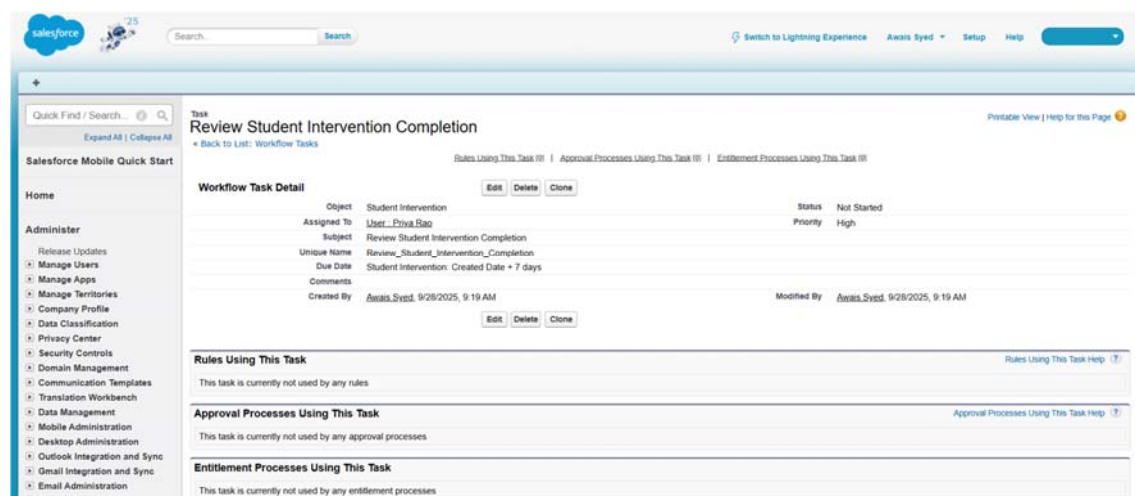 salesforce
'25
Search...
Search
Switch to Lightning Experience
Awais Syed
Setup
Help
+
Quick Find / Search...
Expand All | Collapse All
Salesforce Mobile Quick Start
Home
Administer
Release Updates
Manage Users
Manage Apps
Manage Territories
Company Profile
Data Classification
Privacy Center
Security Controls
Domain Management
Communication Templates
Translation Workbench
Data Management
Mobile Administration
Desktop Administration
Outlook Integration and Sync
Gmail Integration and Sync
Email Administration
Task
Review Student Intervention Completion
« Back to List: Workflow Tasks
Printable View | Help for this Page
Rules Using This Task [0] | Approval Processes Using This Task [0] | Entitlement Processes Using This Task [0]
Workflow Task Detail
Edit Delete Clone
Object Student Intervention Status Not Started
Assigned To User : Priya Rao Priority High
Subject Review Student Intervention Completion
Unique Name Review_Student_Intervention_Completion
Due Date Student Intervention: Created Date + 7 days
Comments
Created By Awais Syed, 9/28/2025, 9:19 AM Modified By Awais Syed, 9/28/2025, 9:19 AM
Edit Delete Clone
Rules Using This Task
Rules Using This Task Help ?
This task is currently not used by any rules
Approval Processes Using This Task
Approval Processes Using This Task Help ?
This task is currently not used by any approval processes
Entitlement Processes Using This Task
This task is currently not used by any entitlement processes